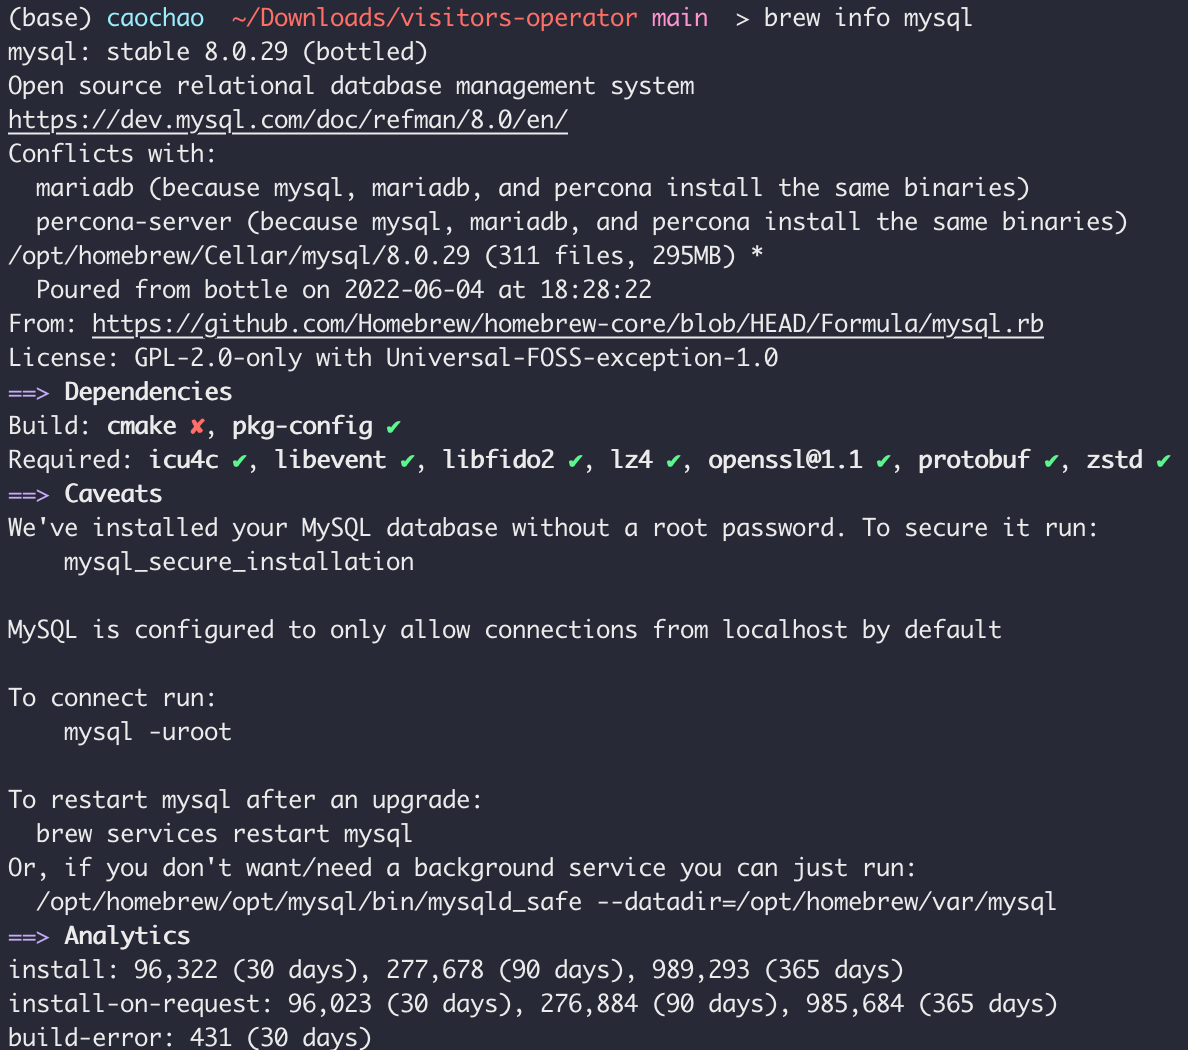 (base) caochao  ~/Downloads/visitors-operator main  > brew info mysql
mysql: stable 8.0.29 (bottled)
Open source relational database management system
https://dev.mysql.com/doc/refman/8.0/en/
Conflicts with:
  mariadb (because mysql, mariadb, and percona install the same binaries)
  percona-server (because mysql, mariadb, and percona install the same binaries)
/opt/homebrew/Cellar/mysql/8.0.29 (311 files, 295MB) *
  Poured from bottle on 2022-06-04 at 18:28:22
From: https://github.com/Homebrew/homebrew-core/blob/HEAD/Formula/mysql.rb
License: GPL-2.0-only with Universal-FOSS-exception-1.0
==> Dependencies
Build: cmake ✘, pkg-config ✔
Required: icu4c ✔, libevent ✔, libfido2 ✔, lz4 ✔, openssl@1.1 ✔, protobuf ✔, zstd ✔
==> Caveats
We've installed your MySQL database without a root password. To secure it run:
    mysql_secure_installation

MySQL is configured to only allow connections from localhost by default

To connect run:
    mysql -uroot

To restart mysql after an upgrade:
  brew services restart mysql
Or, if you don't want/need a background service you can just run:
  /opt/homebrew/opt/mysql/bin/mysqld_safe --datadir=/opt/homebrew/var/mysql
==> Analytics
install: 96,322 (30 days), 277,678 (90 days), 989,293 (365 days)
install-on-request: 96,023 (30 days), 276,884 (90 days), 985,684 (365 days)
build-error: 431 (30 days)